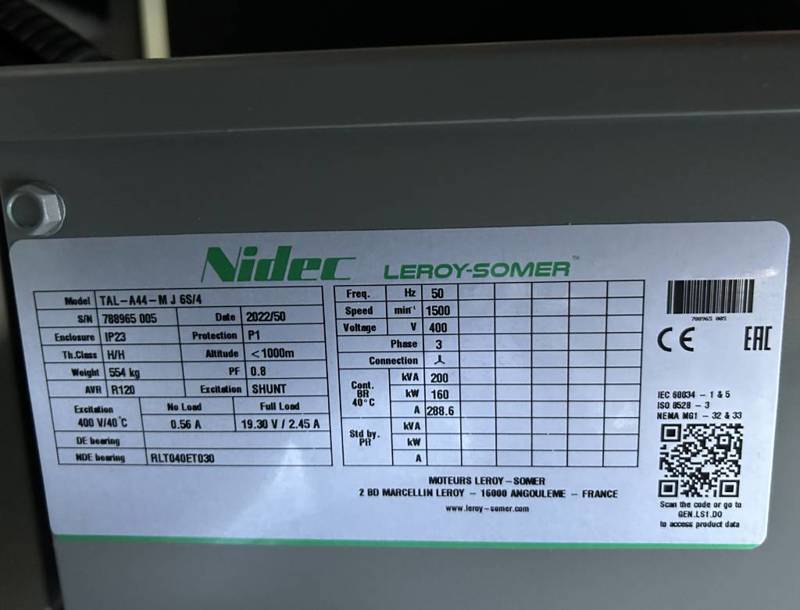 Nidec LEROY-SOMER™
Model TAL-A44-M J 6S/4
S/N 788965 005 Date 2022/50
Enclosure IP23 Protection P1
Th.Class H/H Altitude <1000m
Weight 554 kg PF 0.8
AVR R120 Excitation SHUNT
Excitation No Load Full Load
400 V/40°C 0.56 A 19.30 V / 2.45 A
DE bearing
NDE bearing RLT040ET030
Freq. Hz 50
Speed min⁻¹ 1500
Voltage V 400
Phase 3
Connection
Cont. BR 40°C kVA 200
kW 160
A 288.6
Std by. PR kVA
kW
A
MOTEURS LEROY-SOMER
2 BD MARCELLIN LEROY - 16000 ANGOULEME - FRANCE
www.leroy-somer.com
788965 005
CE EAC
IEC 60034 - 1 & 5
ISO 8528 - 3
NEMA MG1 - 32 & 33
Scan the code or go to
GEN.LS1.DO
to access product data